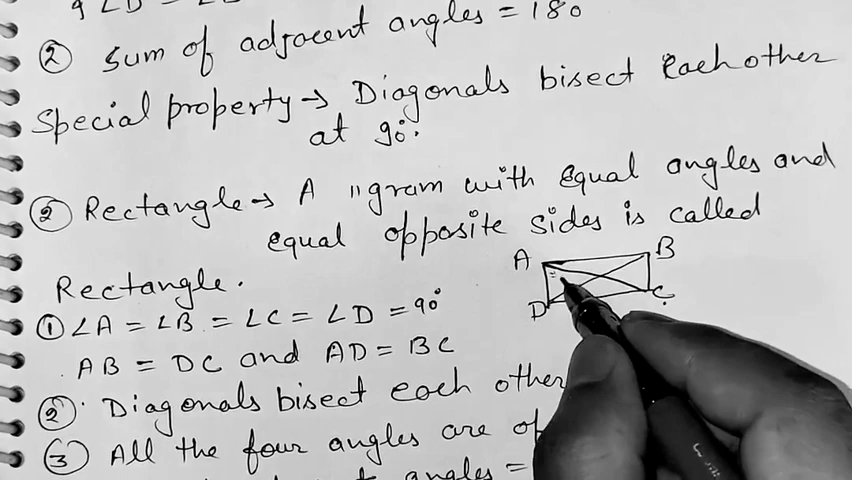 ② Sum of adjacent angles = 180
Special property → Diagonals bisect each other
at 90°.
② Rectangle → A "gram with equal angles and
equal opposite sides is called
Rectangle.
A B
D C
① ∠A = ∠B = ∠C = ∠D = 90°
AB = DC and AD = BC
② Diagonals bisect each other
③ All the four angles are of
angles =